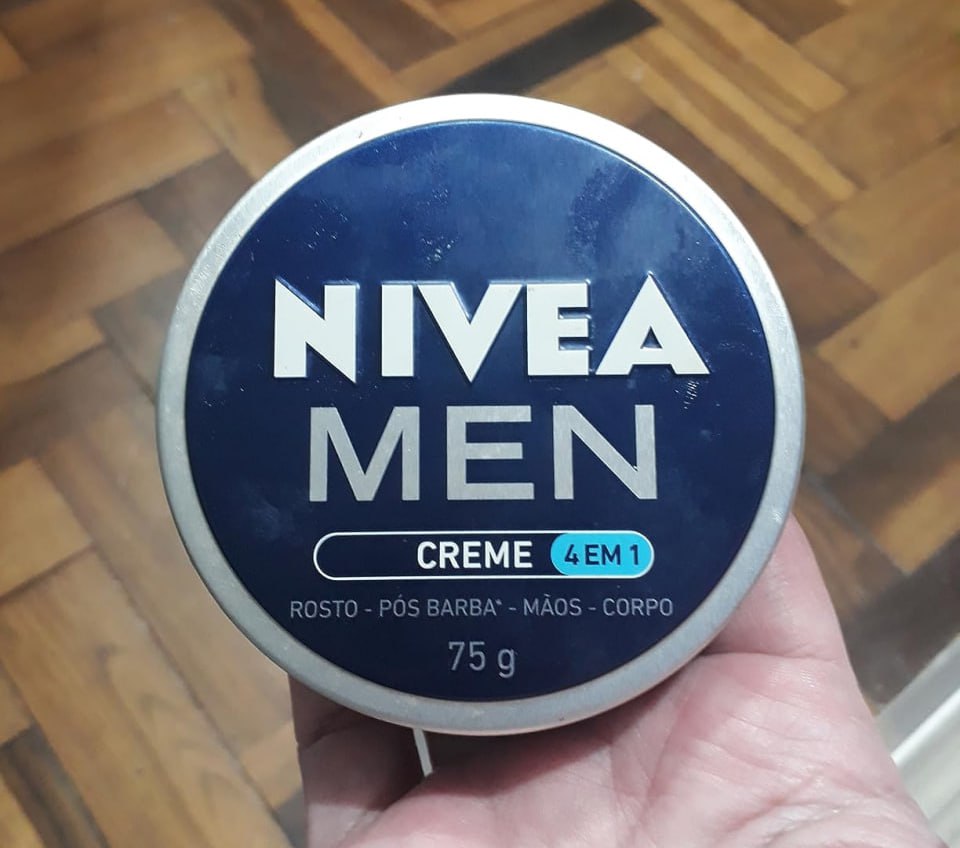 NIVEA
MEN
CREME 4 EM 1
ROSTO - PÓS BARBA* - MÃOS - CORPO
75 g